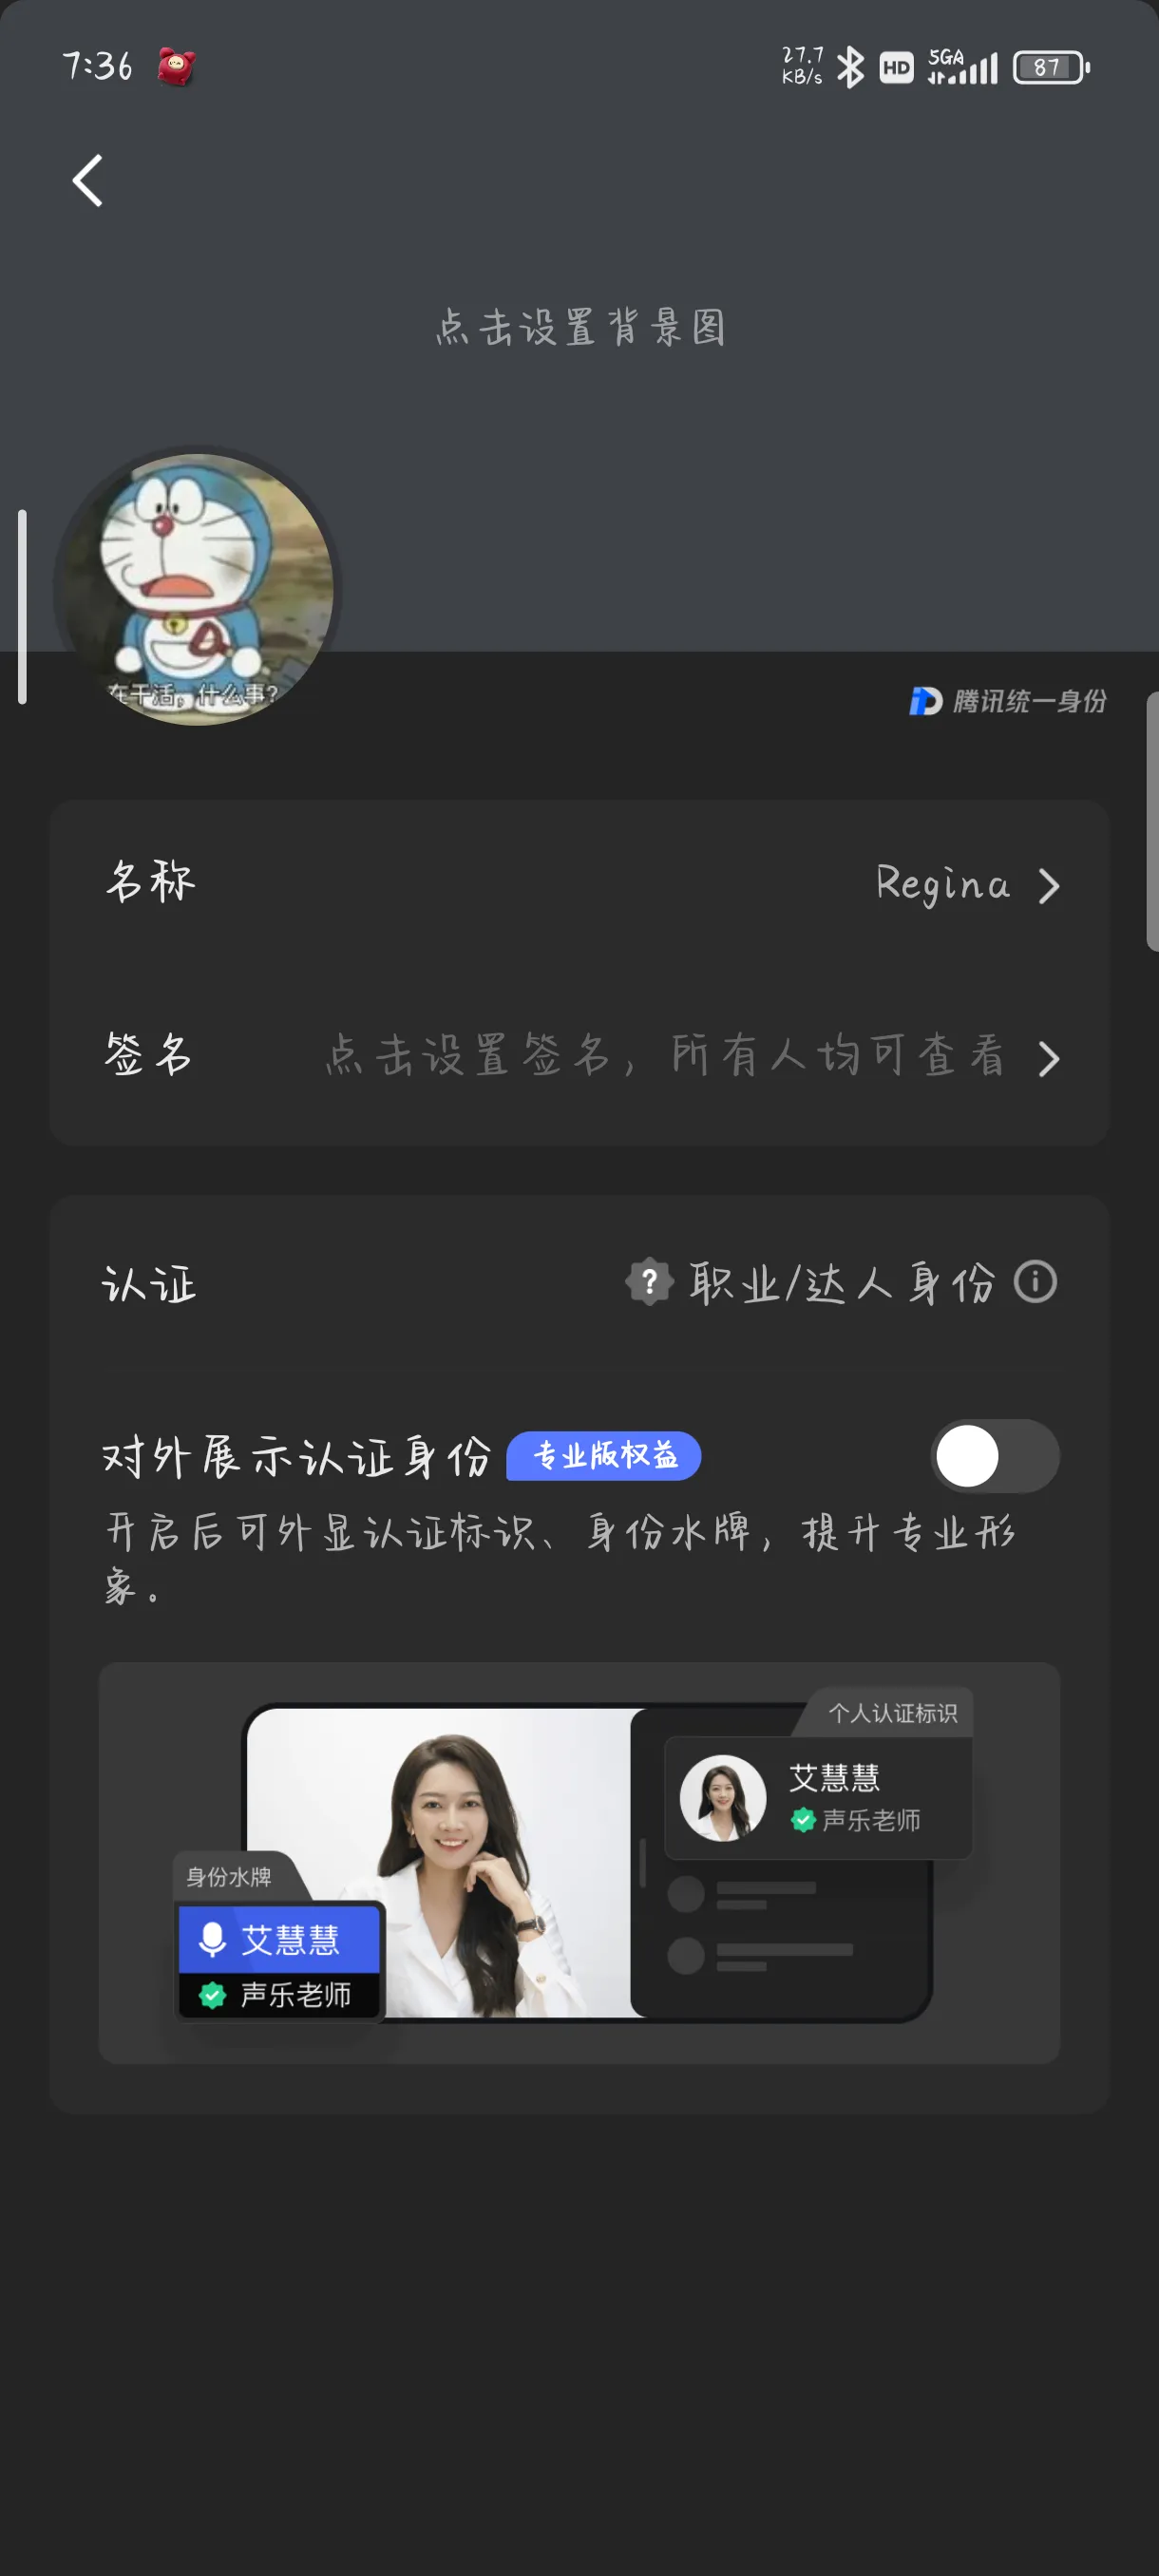 7:36
27.7
KB/s
HD
5GA
87
点击设置背景图
在干活，什么事?
腾讯统一身份
名称
Regina
签名
点击设置签名，所有人均可查看
认证
? 职业/达人身份
对外展示认证身份 专业版权益
开启后可外显认证标识、身份水牌，提升专业形
象。
个人认证标识
艾慧慧
声乐老师
身份水牌
艾慧慧
声乐老师